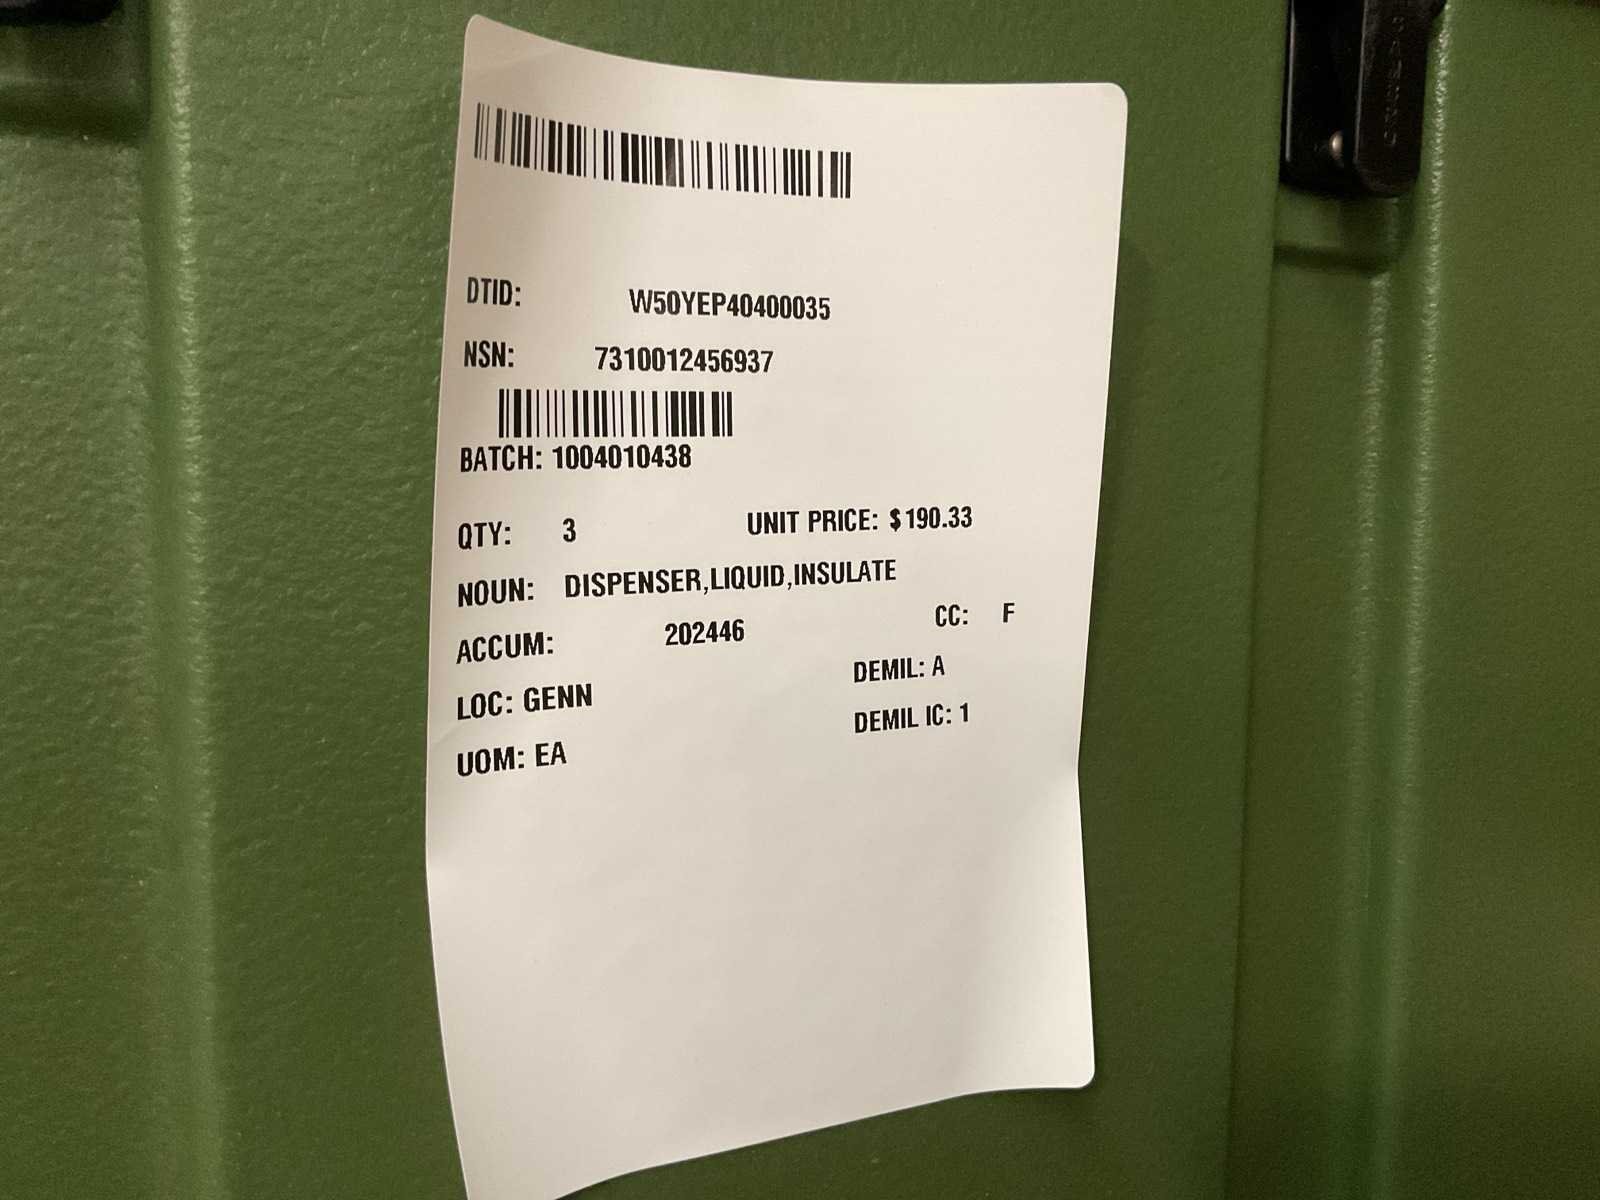 DTID: W50YEP40400035
NSN: 7310012456937
BATCH: 1004010438
QTY: 3 UNIT PRICE: $190.33
NOUN: DISPENSER,LIQUID,INSULATE
ACCUM: 202446 CC: F
LOC: GENN DEMIL: A
UOM: EA DEMIL IC: 1